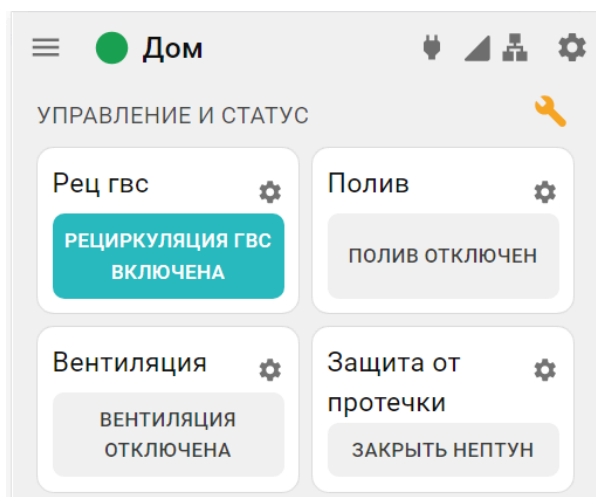 Дом
УПРАВЛЕНИЕ И СТАТУС
Рец гвс
РЕЦИРКУЛЯЦИЯ ГВС
ВКЛЮЧЕНА
Полив
ПОЛИВ ОТКЛЮЧЕН
Вентиляция
ВЕНТИЛЯЦИЯ
ОТКЛЮЧЕНА
Защита от
протечки
ЗАКРЫТЬ НЕПТУН